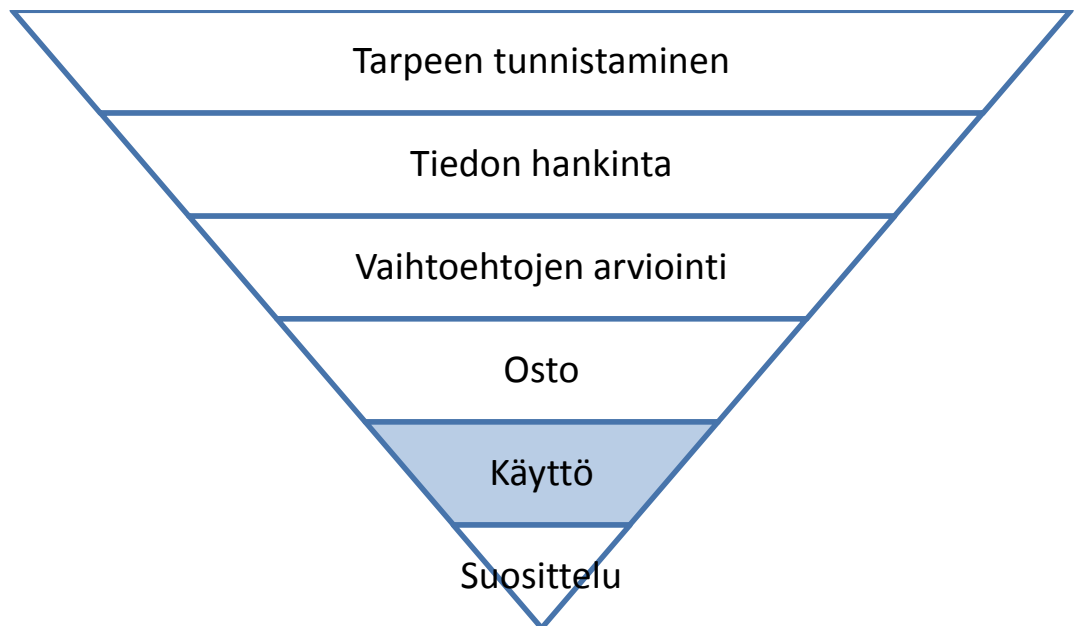 Tarpeen tunnistaminen
Tiedon hankinta
Vaihtoehtojen arviointi
Osto
Käyttö
Suosittelu